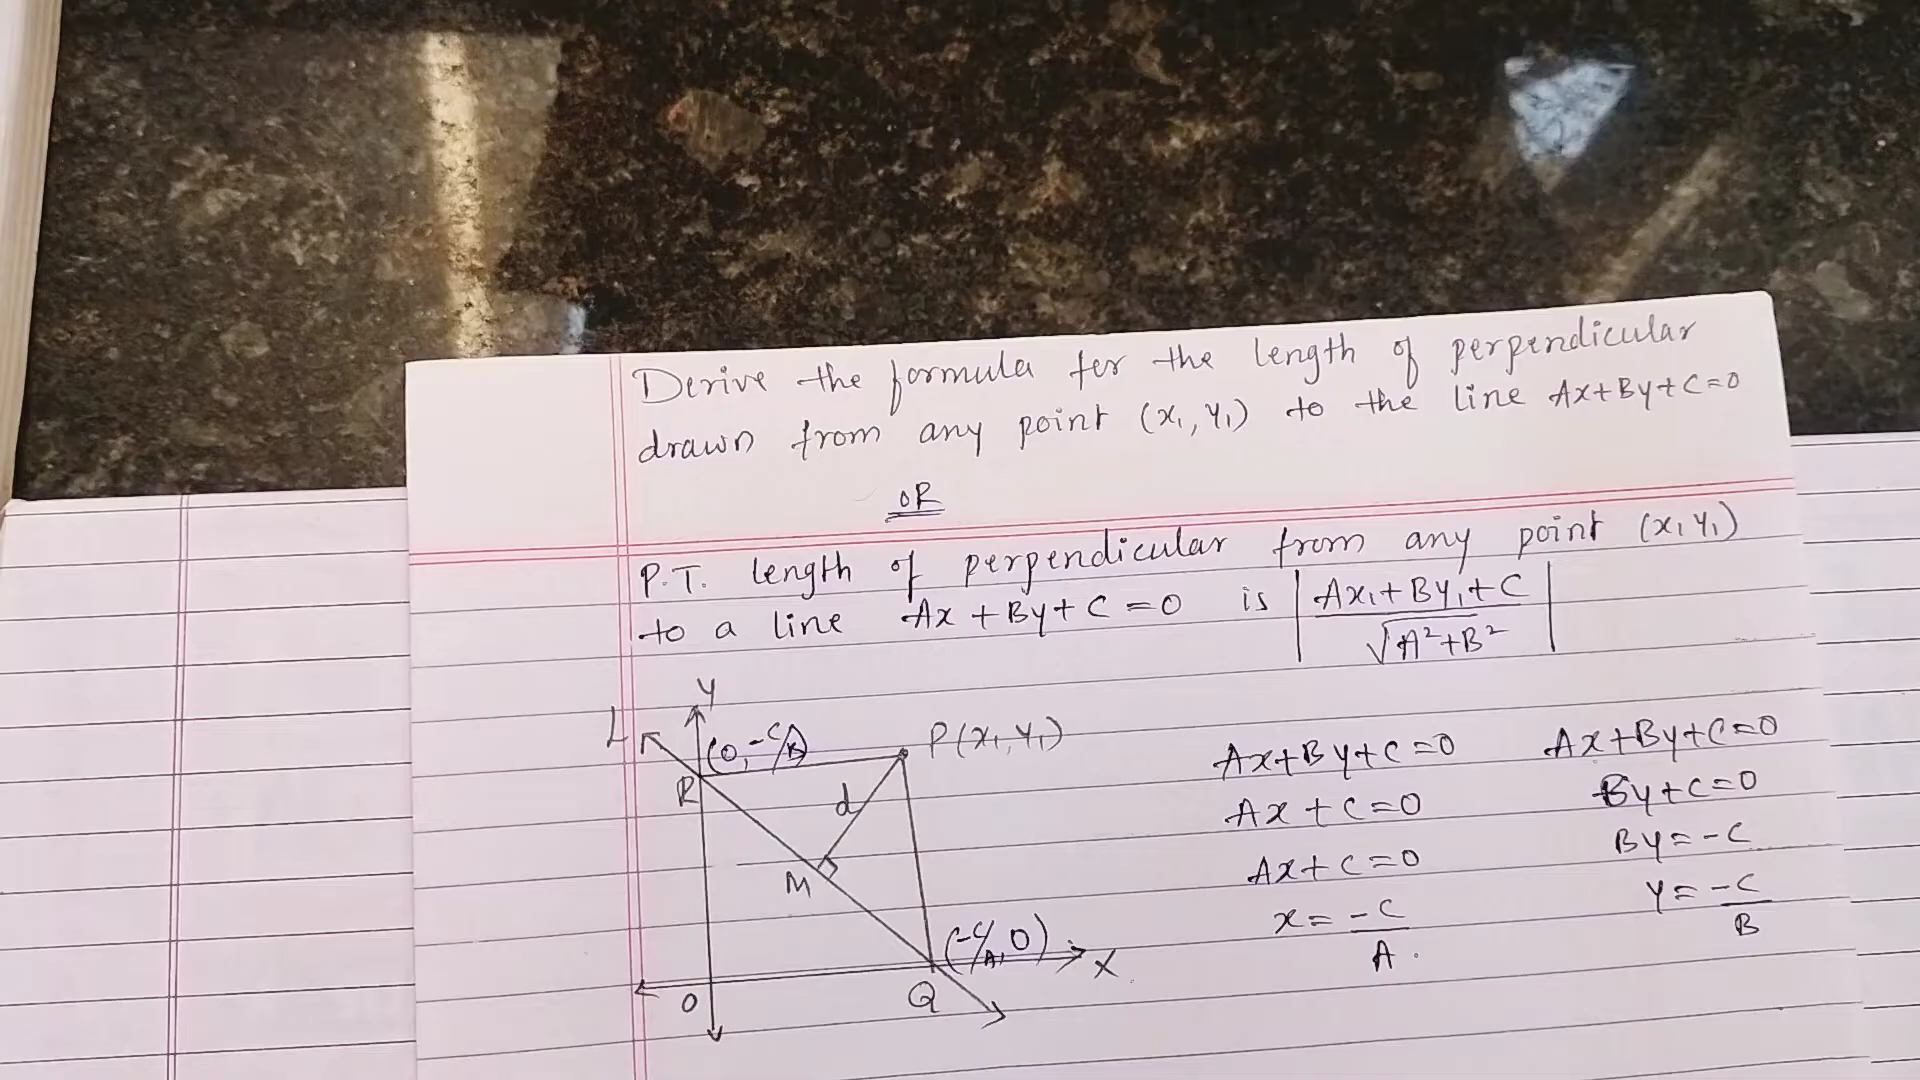 Derive the formula for the length of perpendicular
drawn from any point (x₁, y₁) to the line Ax+By+C=0
OR
P.T. length of perpendicular from any point (x₁ y₁)
to a line Ax + By + C = 0 is |Ax₁ + By₁ + C / √A²+B²|
Y
L
(0, -C/B)
P(x₁, y₁)
R
d
M
(-C/A, 0)
X
O
Q
Ax+By+C=0
Ax + C = 0
Ax + C = 0
x = -C/A.
Ax+By+C=0
By+C=0
By=-C
y = -C/B